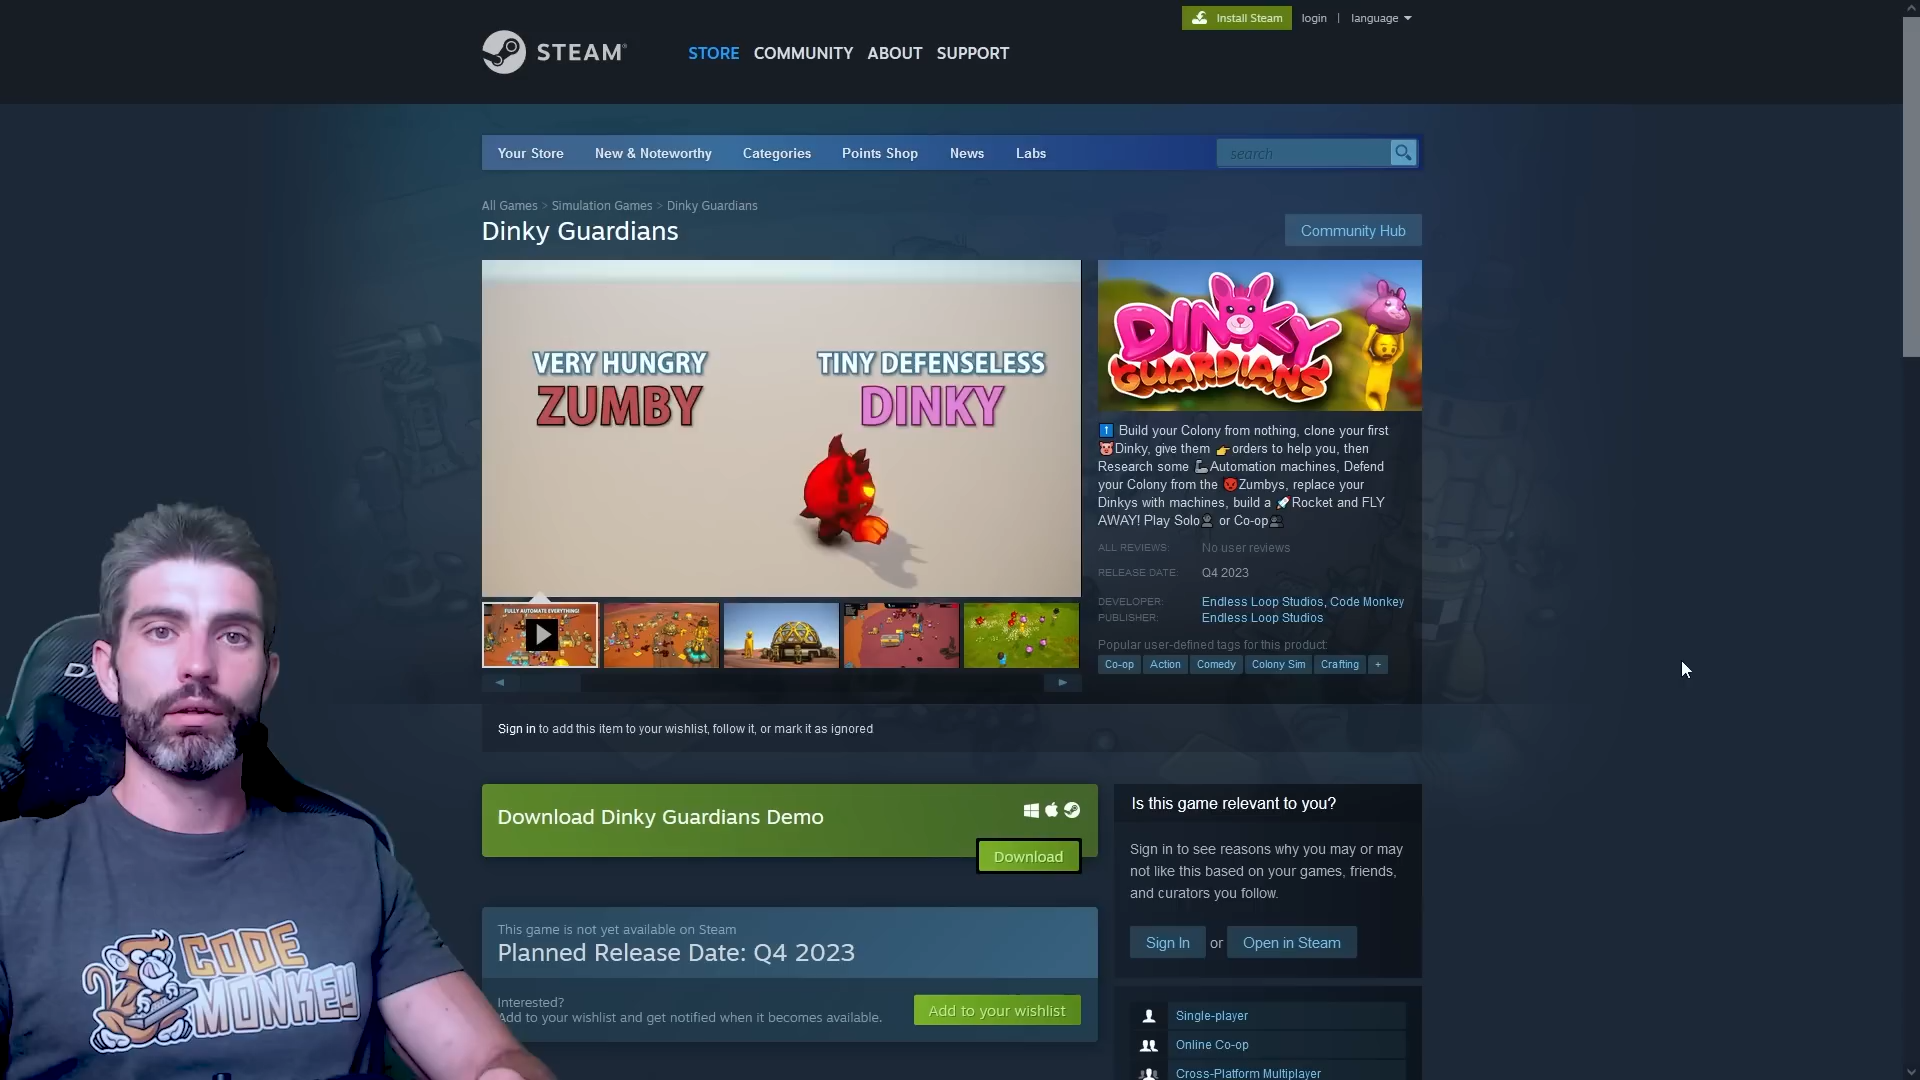 Install Steam login | language
STEAM
STORE COMMUNITY ABOUT SUPPORT
Your Store New & Noteworthy Categories Points Shop News Labs search
All Games > Simulation Games > Dinky Guardians
Dinky Guardians
Community Hub
VERY HUNGRY
ZUMBY
TINY DEFENSELESS
DINKY
DINKY
GUARDIANS
Build your Colony from nothing, clone your first
Dinky, give them orders to help you, then
Research some Automation machines, Defend
your Colony from the Zumbys, replace your
Dinkys with machines, build a Rocket and FLY
AWAY! Play Solo or Co-op
ALL REVIEWS: No user reviews
RELEASE DATE: Q4 2023
DEVELOPER: Endless Loop Studios, Code Monkey
PUBLISHER: Endless Loop Studios
Popular user-defined tags for this product:
Co-op Action Comedy Colony Sim Crafting +
FULLY AUTOMATE EVERYTHING!
Sign in to add this item to your wishlist, follow it, or mark it as ignored
Download Dinky Guardians Demo
Download
This game is not yet available on Steam
Planned Release Date: Q4 2023
Interested?
Add to your wishlist and get notified when it becomes available.
Add to your wishlist
Is this game relevant to you?
Sign in to see reasons why you may or may
not like this based on your games, friends,
and curators you follow.
Sign In or Open in Steam
Single-player
Online Co-op
Cross-Platform Multiplayer
CODE
MONKEY